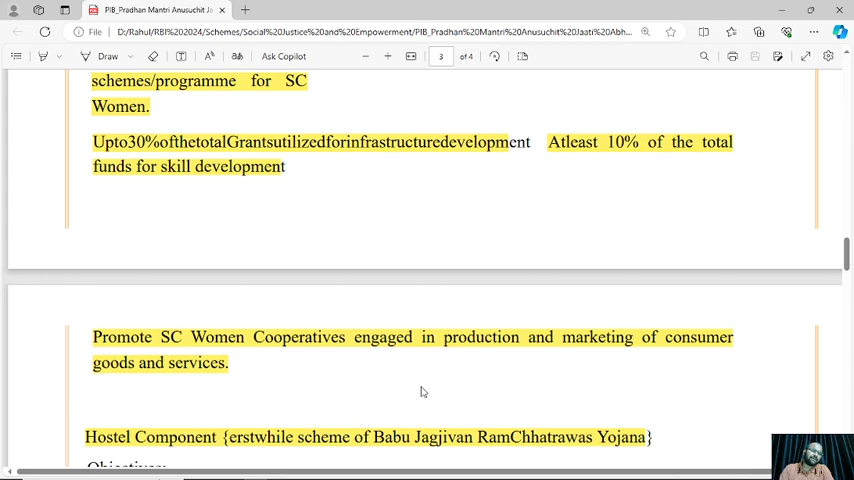 PIB_Pradhan Mantri Anusuchit Ja
File D:/Rahul/RBI%202024/Schemes/Social%20Justice%20and%20Empowerment/PIB_Pradhan%20Mantri%20Anusuchit%20Jaati%20Abh...
Draw Ask Copilot 3 of 4
schemes/programme for SC
Women.
Upto30%ofthetotalGrantsutilizedforinfrastructuredevelopment Atleast 10% of the total
funds for skill development
Promote SC Women Cooperatives engaged in production and marketing of consumer
goods and services.
Hostel Component {erstwhile scheme of Babu Jagjivan RamChhatrawas Yojana}
Objectives: